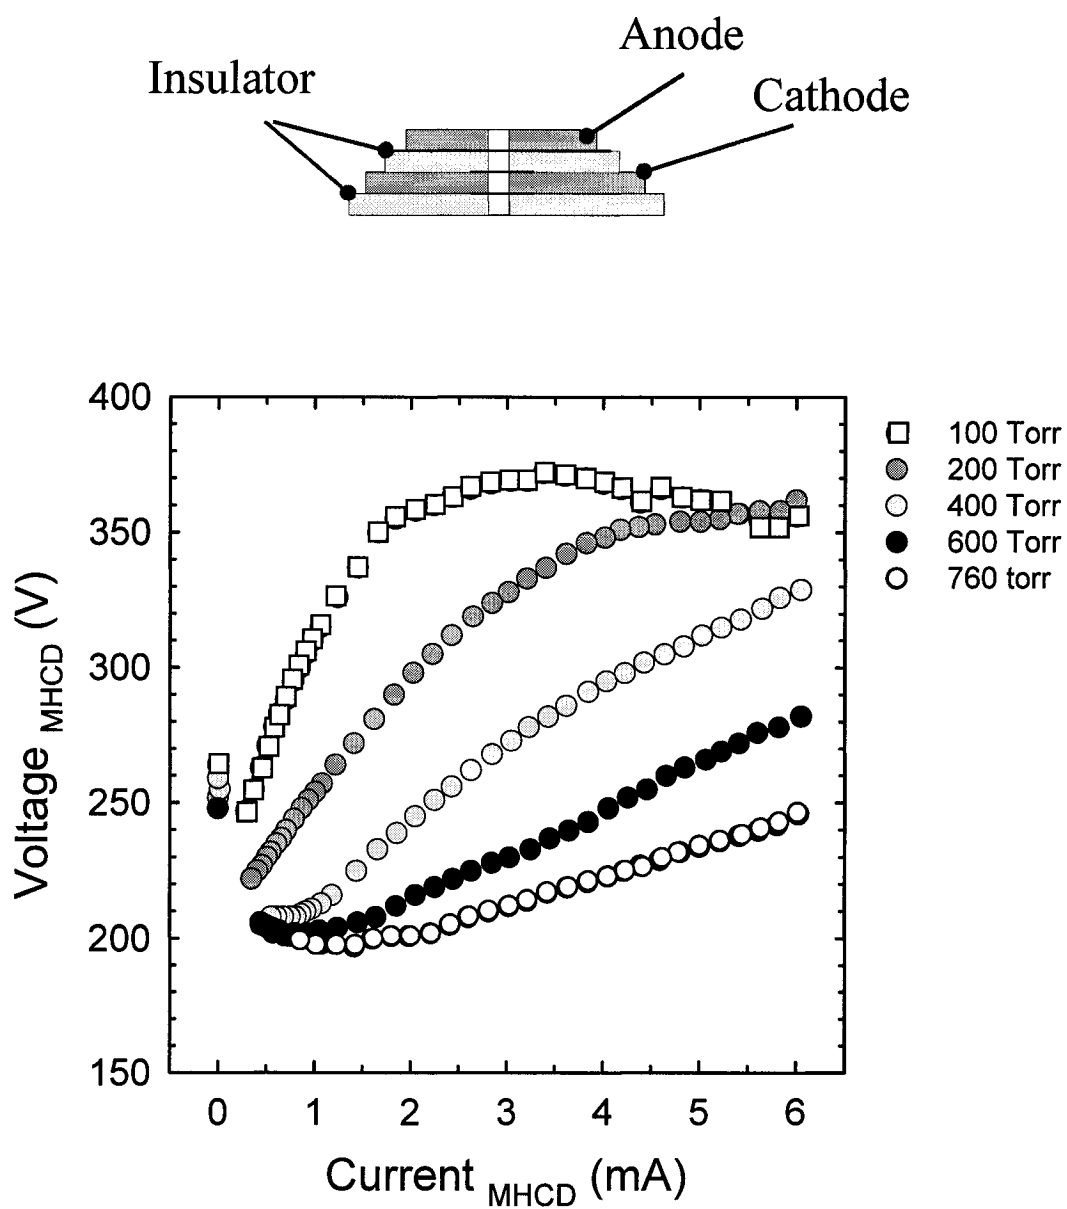 Anode
Insulator
Cathode
400
350
300
250
200
150
Voltage MHCD (V)
0 1 2 3 4 5 6
Current MHCD (mA)
100 Torr
200 Torr
400 Torr
600 Torr
760 torr